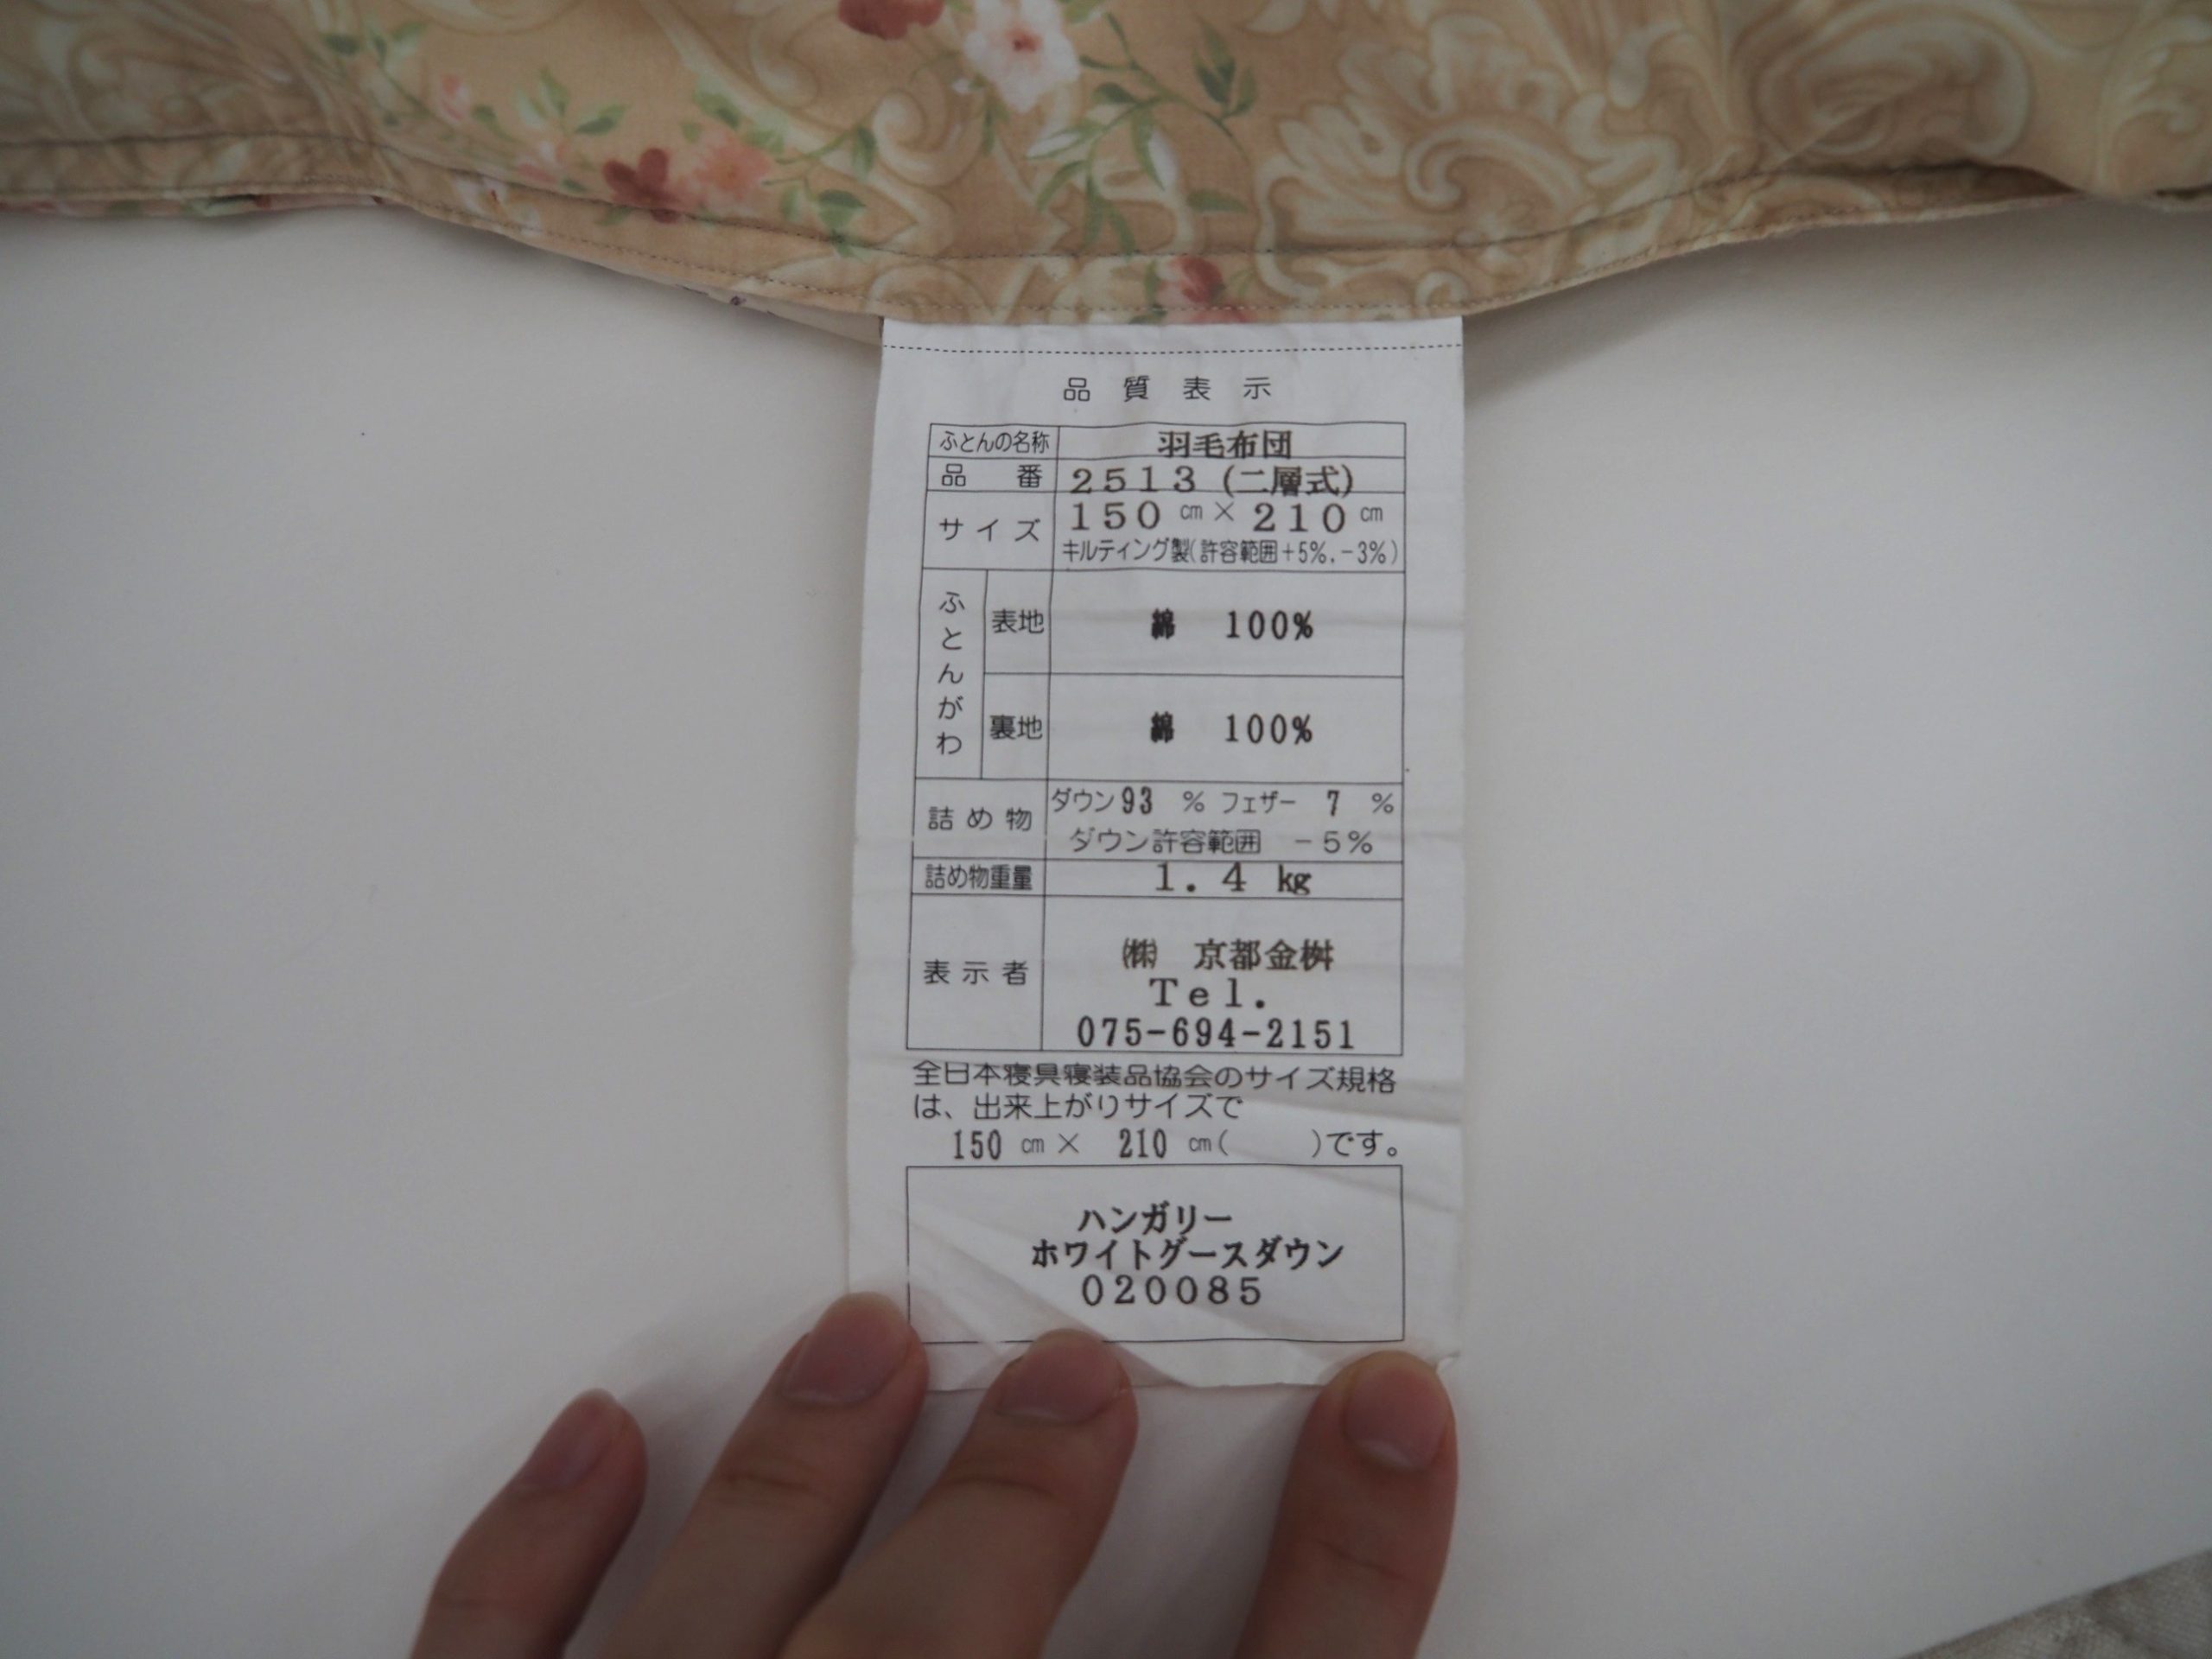 品質表示
ふとんの名称 羽毛布団
品番 2513 (二層式)
サイズ 150cm×210cm
キルティング製(許容範囲+5%,-3%)
ふとんがわ 表地 綿 100%
裏地 綿 100%
詰め物 ダウン93 % フェザー 7 %
ダウン許容範囲 -5%
詰め物重量 1.4 kg
表示者 ㈱ 京都金桝
Tel.
075-694-2151
全日本寝具寝装品協会のサイズ規格
は、出来上がりサイズで
150 cm × 210 cm( )です。
ハンガリー
ホワイトグースダウン
020085